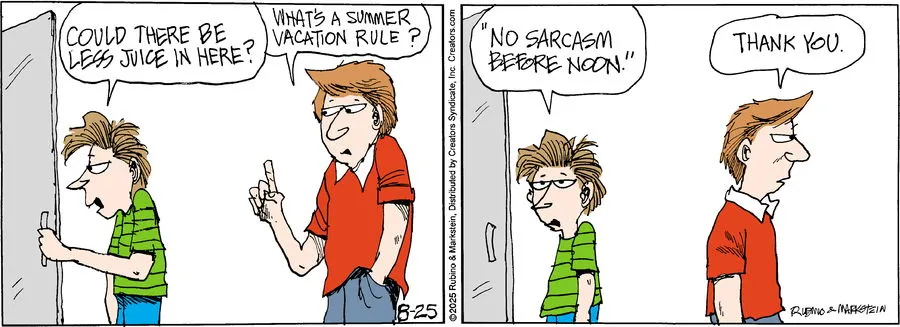 COULD THERE BE
LESS JUICE IN HERE?
WHAT'S A SUMMER
VACATION RULE?
8-25
©2025 Rubino & Markstein, Distributed by Creators Syndicate, Inc. Creators.com
"NO SARCASM
BEFORE NOON."
THANK YOU.
RUBINO & MARKSTEIN